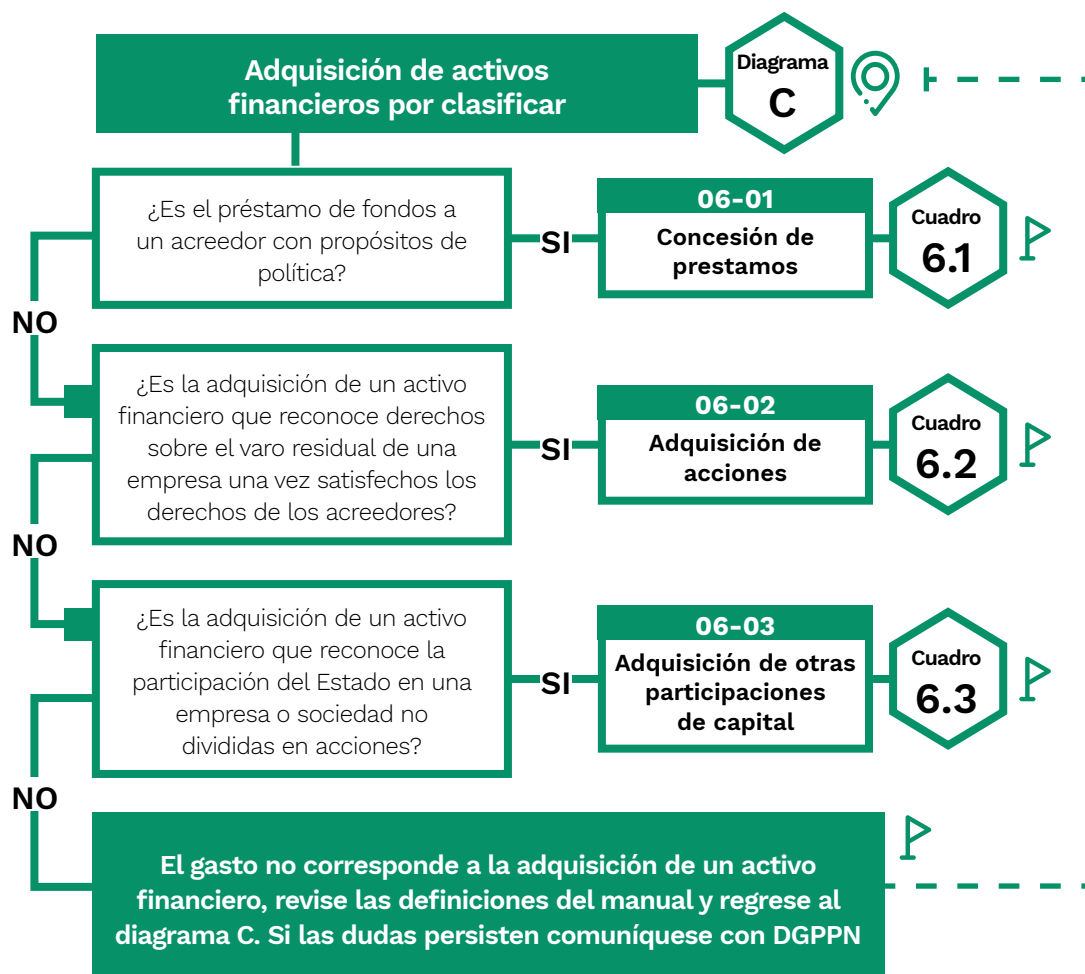 Adquisición de activos
financieros por clasificar
Diagrama
C
¿Es el préstamo de fondos a
un acreedor con propósitos de
política?
SI
06-01
Concesión de
prestamos
Cuadro
6.1
NO
¿Es la adquisición de un activo
financiero que reconoce derechos
sobre el varo residual de una
empresa una vez satisfechos los
derechos de los acreedores?
SI
06-02
Adquisición de
acciones
Cuadro
6.2
NO
¿Es la adquisición de un activo
financiero que reconoce la
participación del Estado en una
empresa o sociedad no
divididas en acciones?
SI
06-03
Adquisición de otras
participaciones
de capital
Cuadro
6.3
NO
El gasto no corresponde a la adquisición de un activo
financiero, revise las definiciones del manual y regrese al
diagrama C. Si las dudas persisten comuníquese con DGPPN